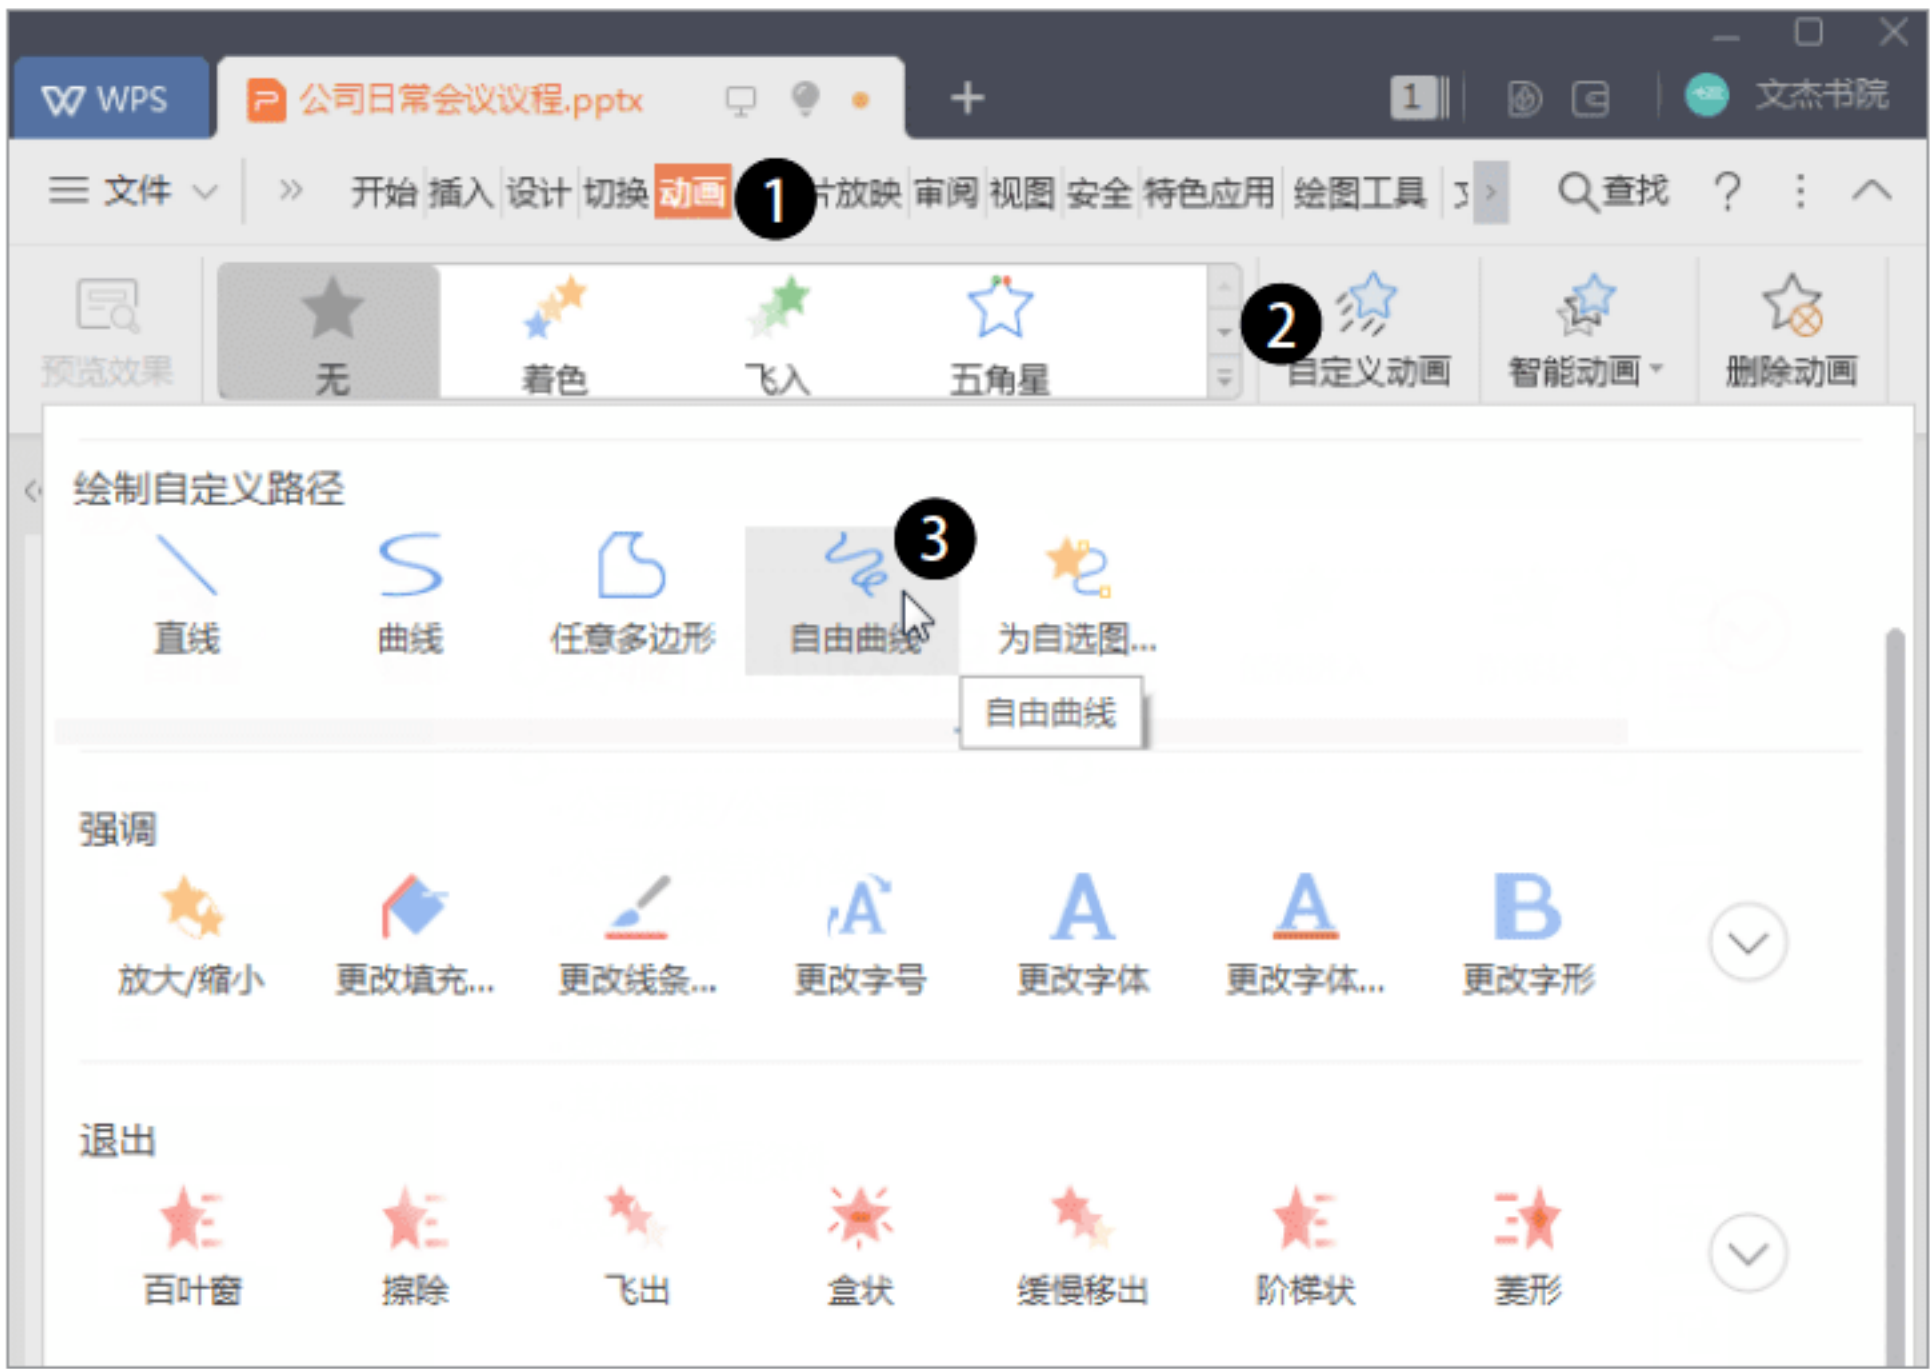 WPS 公司日常会议议程.pptx 1 文杰书院
文件 开始 插入 设计 切换 动画 1 片放映 审阅 视图 安全 特色应用 绘图工具 查找 ?
预览效果 无 着色 飞入 五角星 2 自定义动画 智能动画 删除动画
绘制自定义路径
3
直线 曲线 任意多边形 自由曲线 为自选图...
自由曲线
强调
放大/缩小 更改填充... 更改线条... 更改字号 更改字体 更改字体... 更改字形
退出
百叶窗 擦除 飞出 盒状 缓慢移出 阶梯状 菱形